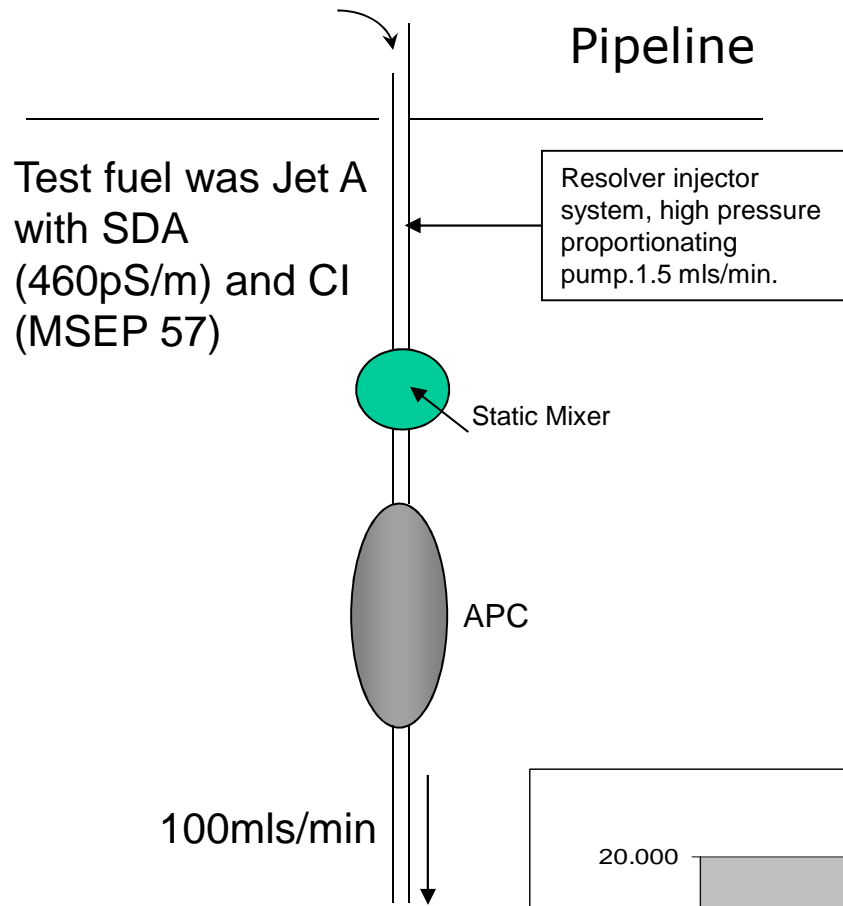 Pipeline
Test fuel was Jet A
with SDA
(460pS/m) and CI
(MSEP 57)
Resolver injector
system, high pressure
proportionating
pump.1.5 mls/min.
Static Mixer
APC
100mls/min
20.000